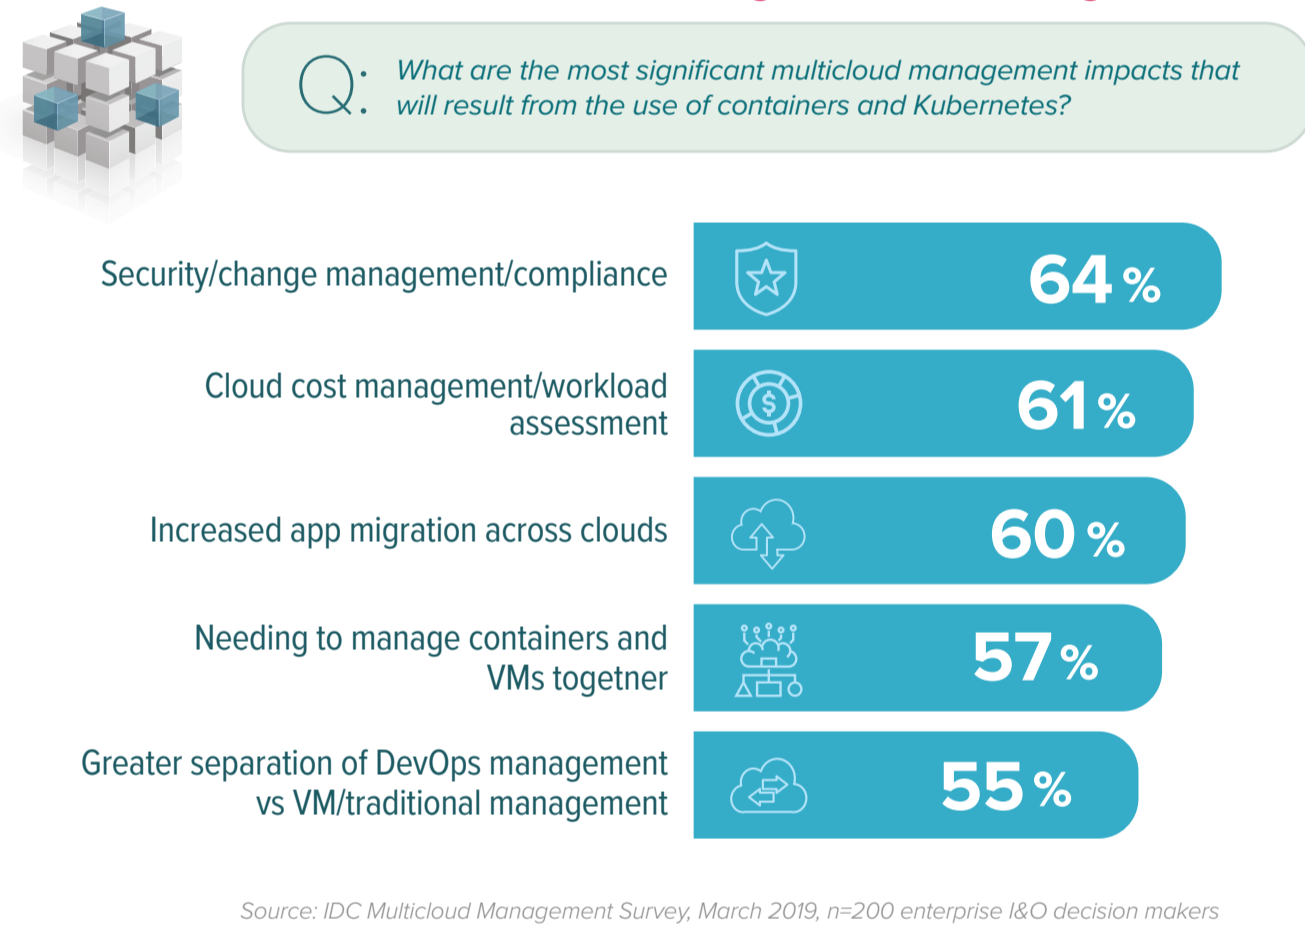 Q: What are the most significant multicloud management impacts that
will result from the use of containers and Kubernetes?
Security/change management/compliance
64%
Cloud cost management/workload
assessment
61%
Increased app migration across clouds
60%
Needing to manage containers and
VMs togetner
57%
Greater separation of DevOps management
vs VM/traditional management
55%
Source: IDC Multicloud Management Survey, March 2019, n=200 enterprise I&O decision makers